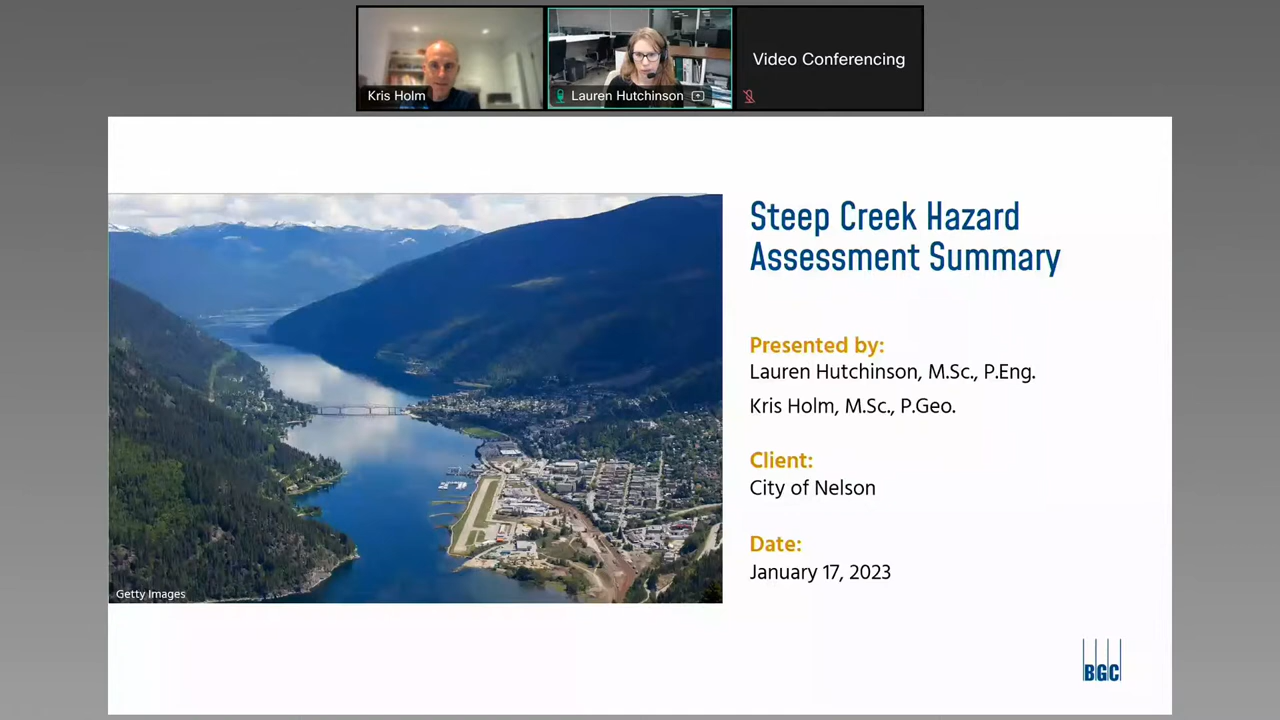 Kris Holm
Lauren Hutchinson
Video Conferencing
Steep Creek Hazard
Assessment Summary
Presented by:
Lauren Hutchinson, M.Sc., P.Eng.
Kris Holm, M.Sc., P.Geo.
Client:
City of Nelson
Date:
January 17, 2023
Getty Images
BGC